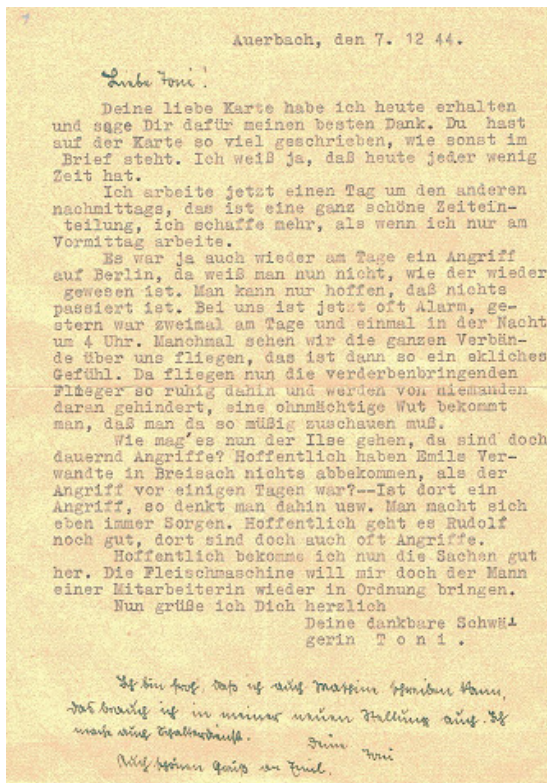 Auerbach, den 7. 12 44.
Liebe Toni!
Deine liebe Karte habe ich heute erhalten
und sage Dir dafür meinen besten Dank. Du hast
auf der Karte so viel geschrieben, wie sonst im
Brief steht. Ich weiß ja, daß heute jeder wenig
Zeit hat.
Ich arbeite jetzt einen Tag um den anderen
nachmittags, das ist eine ganz schöne Zeitein-
teilung, ich schaffe mehr, als wenn ich nur am
Vormittag arbeite.
Es war ja auch wieder am Tage ein Angriff
auf Berlin, da weiß man nun nicht, wie der wieder
gewesen ist. Man kann nur hoffen, daß nichts
passiert ist. Bei uns ist jetzt oft Alarm, ge-
stern war zweimal am Tage und einmal in der Nacht
um 4 Uhr. Manchmal sehen wir die ganzen Verbän-
de über uns fliegen, das ist dann so ein ekliches
Gefühl. Da fliegen nun die verderbenbringenden
Flieger so ruhig dahin und werden von niemanden
daran gehindert, eine ohnmächtige Wut bekommt
man, daß man da so müßig zuschauen muß.
Wie mag es nun der Ilse gehen, da sind doch
dauernd Angriffe? Hoffentlich haben Emils Ver-
wandte in Breisach nichts abbekommen, als der
Angriff vor einigen Tagen war?--Ist dort ein
Angriff, so denkt man dahin usw. Man macht sich
eben immer Sorgen. Hoffentlich geht es Rudolf
noch gut, dort sind doch auch oft Angriffe.
Hoffentlich bekomme ich nun die Sachen gut
her. Die Fleischmaschine will mir doch der Mann
einer Mitarbeiterin wieder in Ordnung bringen.
Nun grüße ich Dich herzlich
Deine dankbare Schwä-
gerin T o n i .
Ich bin froh, daß ich auch Maschine schreiben kann,
das brauch ich in meiner neuen Stellung auch. Ich
mache auch Schalterdienst. Deine Toni
Auch schönen Gruß an Emil.